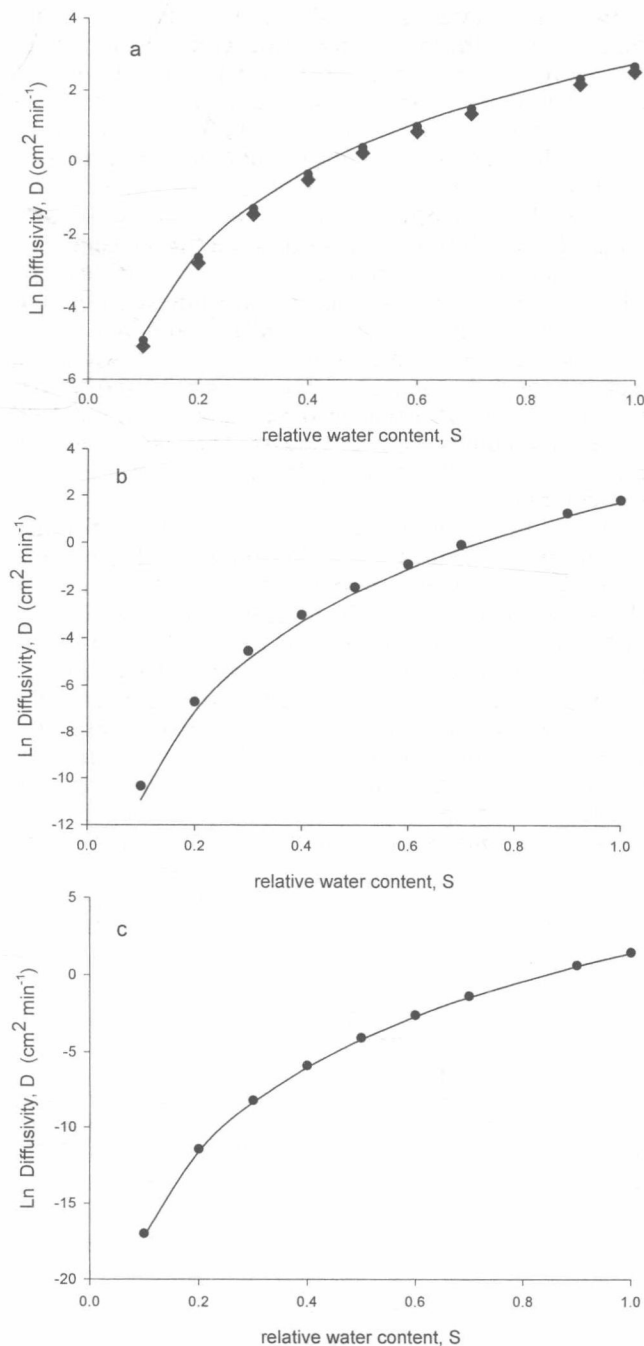 a
Ln Diffusivity, D (cm² min⁻¹)
4
2
0
-2
-4
-6
0.0 0.2 0.4 0.6 0.8 1.0
relative water content, S
b
Ln Diffusivity, D (cm² min⁻¹)
4
2
0
-2
-4
-6
-8
-10
-12
0.0 0.2 0.4 0.6 0.8 1.0
relative water content, S
c
Ln Diffusivity, D (cm² min⁻¹)
5
0
-5
-10
-15
-20
0.0 0.2 0.4 0.6 0.8 1.0
relative water content, S